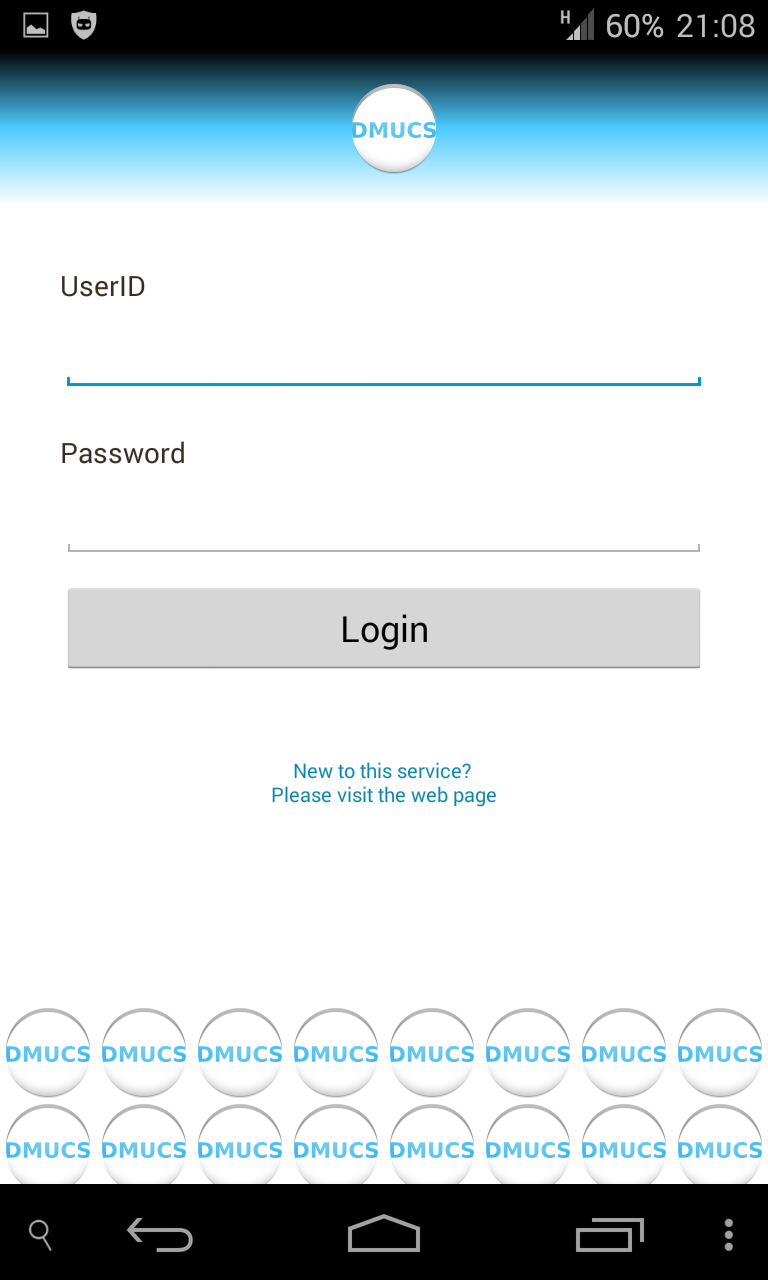 H 60% 21:08
DMUCS
UserID
Password
Login
New to this service?
Please visit the web page
DMUCS DMUCS DMUCS DMUCS DMUCS DMUCS DMUCS DMUCS
DMUCS DMUCS DMUCS DMUCS DMUCS DMUCS DMUCS DMUCS